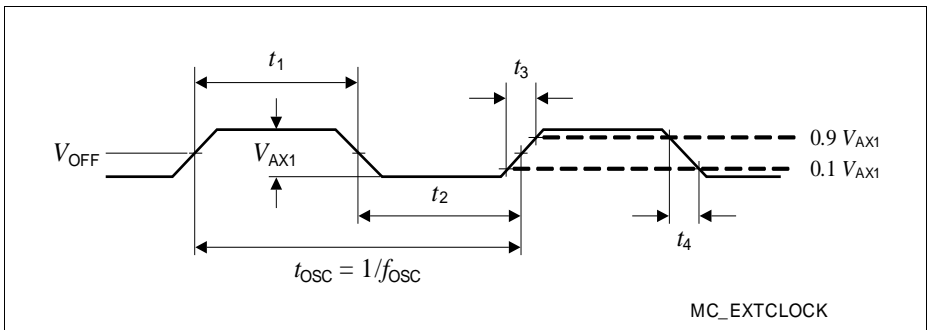 t1
t3
VOFF
VAX1
0.9 VAX1
0.1 VAX1
t2
t4
tOSC = 1/fOSC
MC_EXTCLOCK